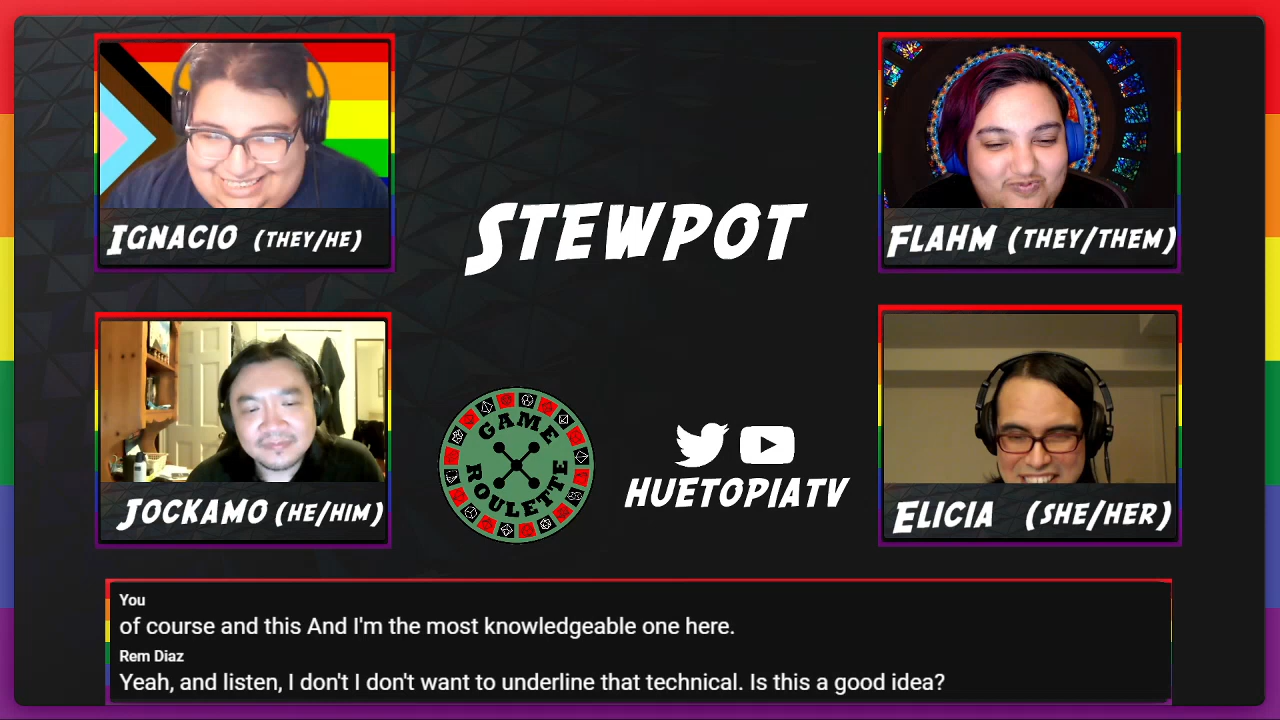 IGNACIO (THEY/HE)
FLAHM (THEY/THEM)
STEWPOT
JOCKAMO (HE/HIM)
GAME
ROULETTE
HUETOPIATV
ELICIA (SHE/HER)
You
of course and this And I'm the most knowledgeable one here.
Rem Diaz
Yeah, and listen, I don't I don't want to underline that technical. Is this a good idea?